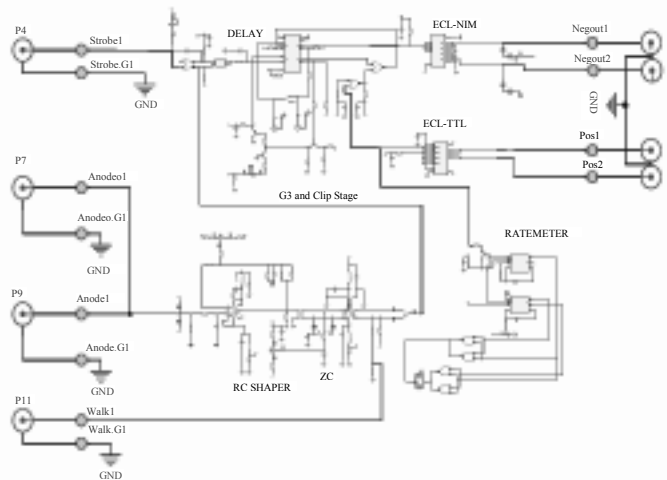 P4
Strobe1
Strobe.G1
GND
DELAY
ECL-NIM
Negout1
Negout2
GND
ECL-TTL
Pos1
Pos2
P7
Anodeo1
Anodeo.G1
GND
G3 and Clip Stage
RATEMETER
P9
Anode1
Anode.G1
GND
RC SHAPER
ZC
P11
Walk1
Walk.G1
GND